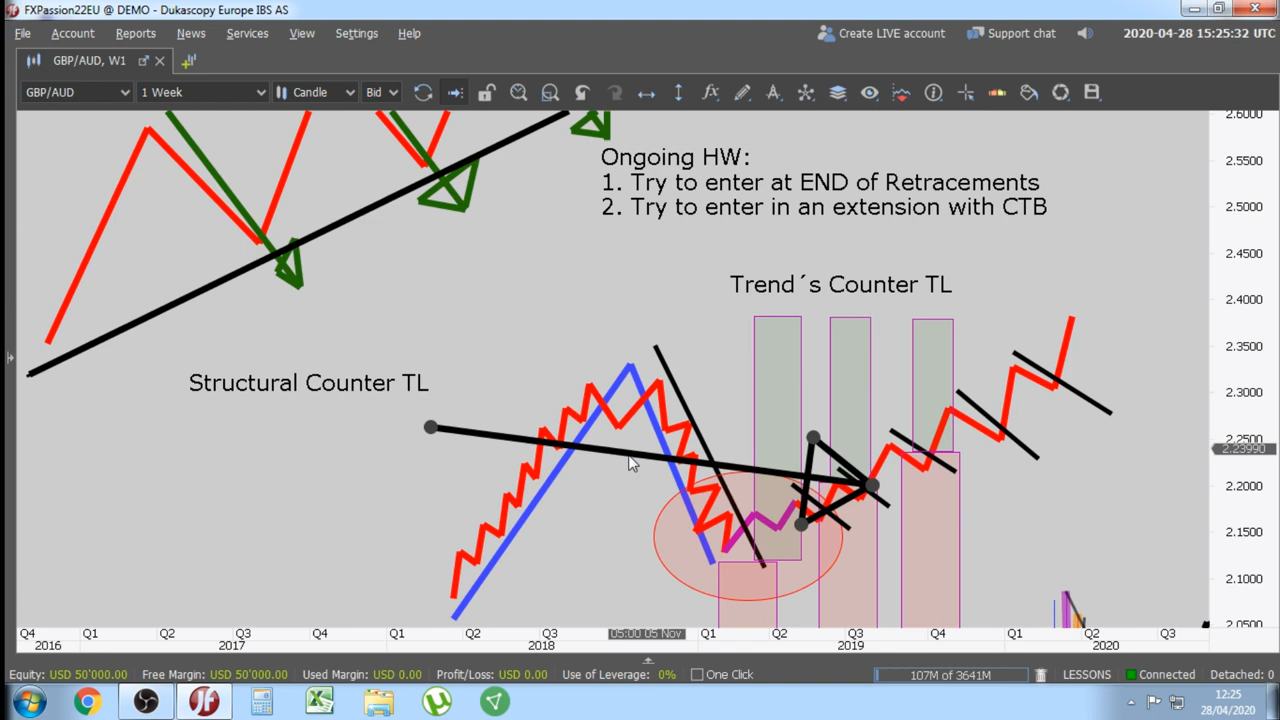 FXPassion22EU @ DEMO - Dukascopy Europe IBS AS
File Account Reports News Services View Settings Help
Create LIVE account Support chat 2020-04-28 15:25:32 UTC
GBP/AUD, W1
GBP/AUD 1 Week Candle Bid
2.6000
Ongoing HW:
2.5500
1. Try to enter at END of Retracements
2. Try to enter in an extension with CTB
2.5000
2.4500
Trend´s Counter TL
2.4000
2.3500
Structural Counter TL
2.3000
2.2500
2.23990
2.2000
2.1500
2.1000
2.0500
Q4 Q1 Q2 Q3 Q4 Q1 Q2 Q3 05:00 05 Nov Q1 Q2 Q3 Q4 Q1 Q2 Q3
2016 2017 2018 2019 2020
Equity: USD 50'000.00 Free Margin: USD 50'000.00 Used Margin: USD 0.00 Profit/Loss: USD 0.00 Use of Leverage: 0% One Click 107M of 3641M LESSONS Connected Detached: 0
12:25
28/04/2020